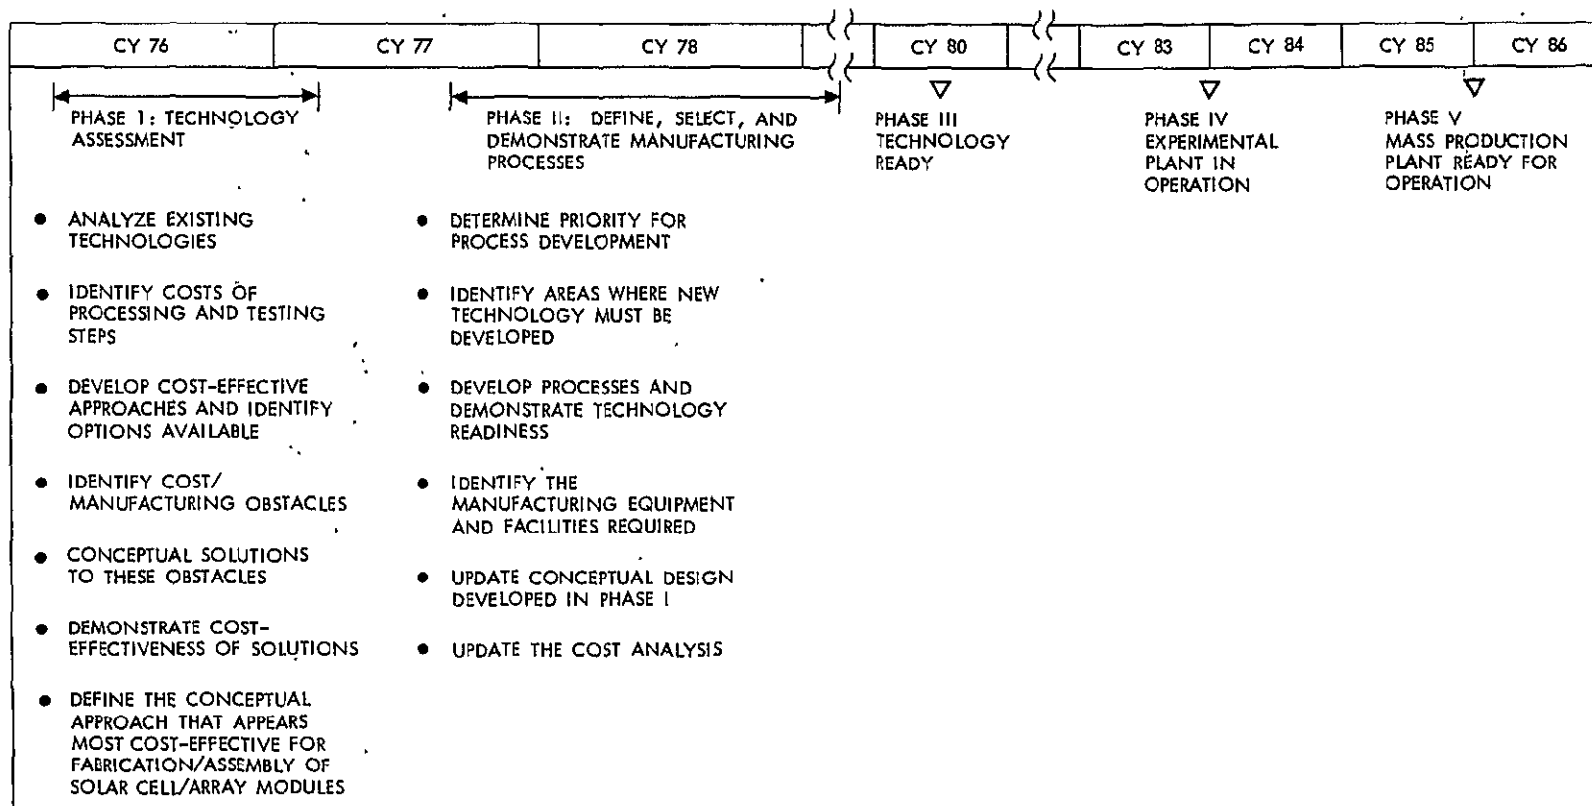 CY 76
CY 77
CY 78
CY 80
CY 83
CY 84
CY 85
CY 86
PHASE I: TECHNOLOGY
ASSESSMENT
PHASE II: DEFINE, SELECT, AND
DEMONSTRATE MANUFACTURING
PROCESSES
PHASE III
TECHNOLOGY
READY
PHASE IV
EXPERIMENTAL
PLANT IN
OPERATION
PHASE V
MASS PRODUCTION
PLANT READY FOR
OPERATION
• ANALYZE EXISTING
TECHNOLOGIES
• IDENTIFY COSTS OF
PROCESSING AND TESTING
STEPS
• DEVELOP COST-EFFECTIVE
APPROACHES AND IDENTIFY
OPTIONS AVAILABLE
• IDENTIFY COST/
MANUFACTURING OBSTACLES
• CONCEPTUAL SOLUTIONS
TO THESE OBSTACLES
• DEMONSTRATE COST-
EFFECTIVENESS OF SOLUTIONS
• DEFINE THE CONCEPTUAL
APPROACH THAT APPEARS
MOST COST-EFFECTIVE FOR
FABRICATION/ASSEMBLY OF
SOLAR CELL/ARRAY MODULES
• DETERMINE PRIORITY FOR
PROCESS DEVELOPMENT
• IDENTIFY AREAS WHERE NEW
TECHNOLOGY MUST BE
DEVELOPED
• DEVELOP PROCESSES AND
DEMONSTRATE TECHNOLOGY
READINESS
• IDENTIFY THE
MANUFACTURING EQUIPMENT
AND FACILITIES REQUIRED
• UPDATE CONCEPTUAL DESIGN
DEVELOPED IN PHASE I
• UPDATE THE COST ANALYSIS